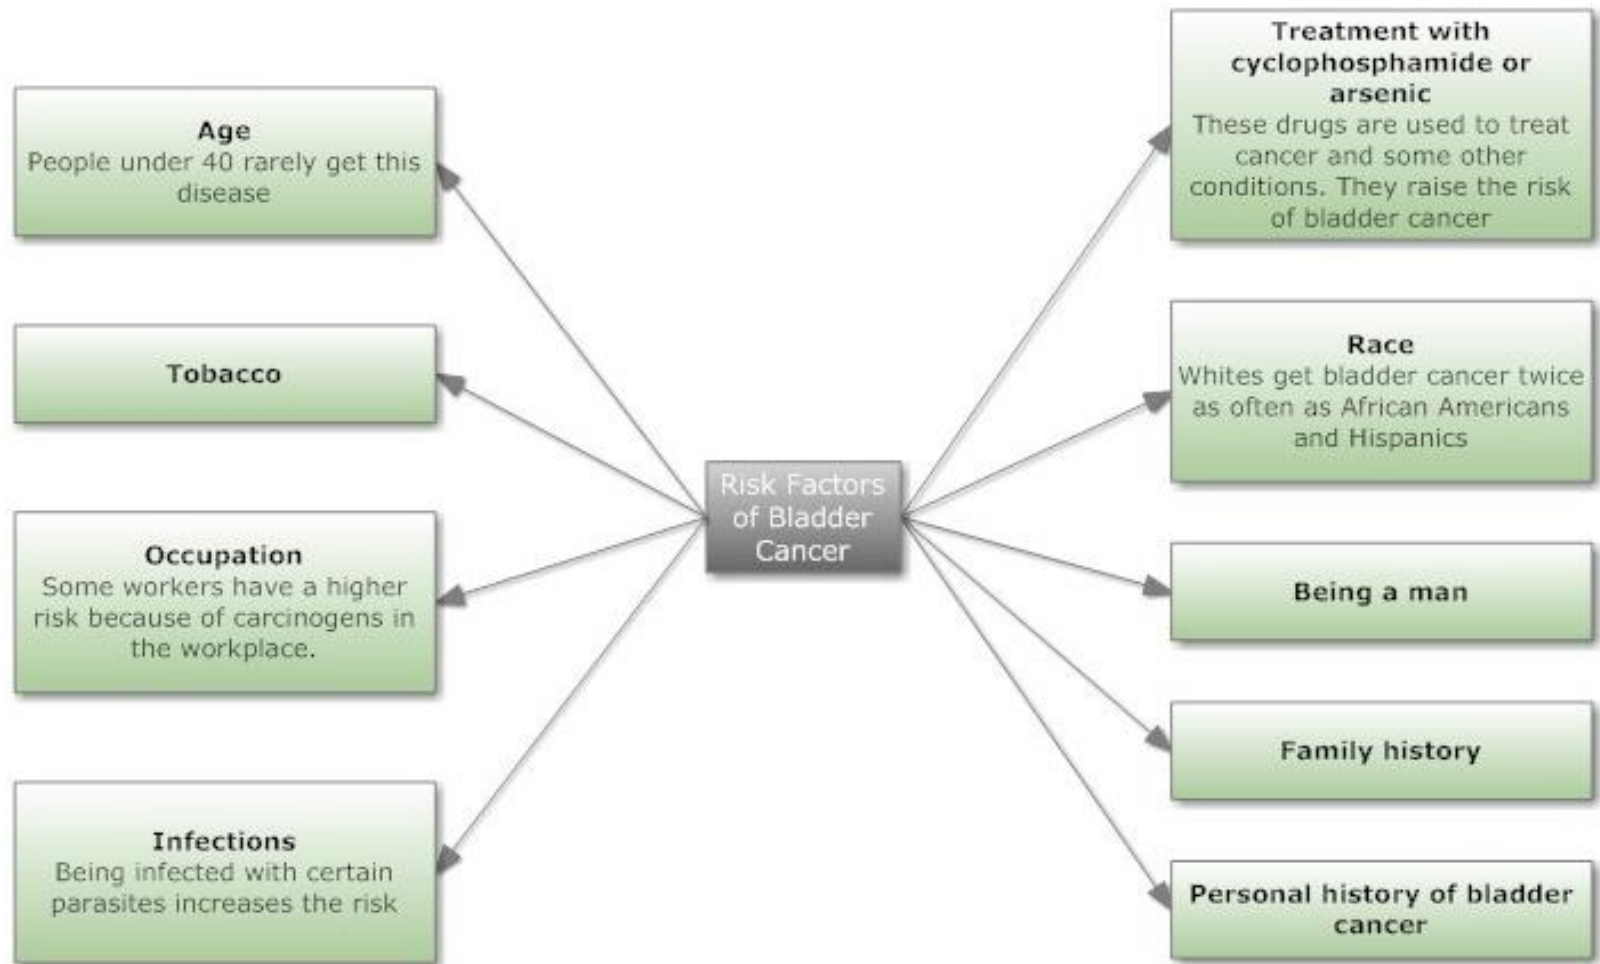 Age
People under 40 rarely get this
disease
Tobacco
Occupation
Some workers have a higher
risk because of carcinogens in
the workplace.
Infections
Being infected with certain
parasites increases the risk
Risk Factors
of Bladder
Cancer
Treatment with
cyclophosphamide or
arsenic
These drugs are used to treat
cancer and some other
conditions. They raise the risk
of bladder cancer
Race
Whites get bladder cancer twice
as often as African Americans
and Hispanics
Being a man
Family history
Personal history of bladder
cancer